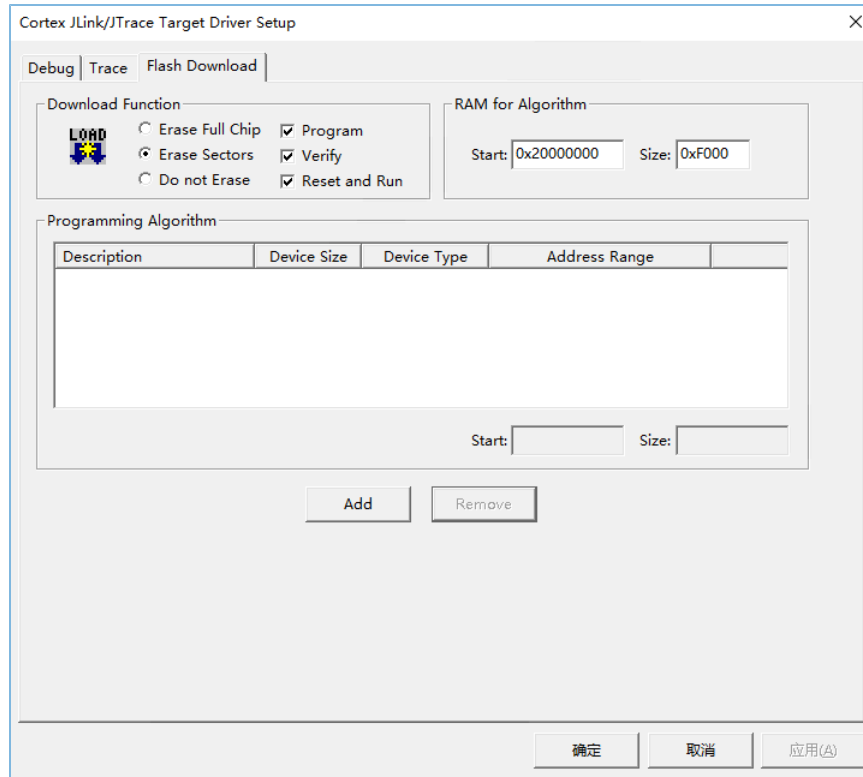 Cortex JLink/JTrace Target Driver Setup
Debug Trace Flash Download
Download Function
LOAD
Erase Full Chip Program
Erase Sectors Verify
Do not Erase Reset and Run
RAM for Algorithm
Start: 0x20000000 Size: 0xF000
Programming Algorithm
Description Device Size Device Type Address Range
Start: Size:
Add Remove
确定 取消 应用(A)